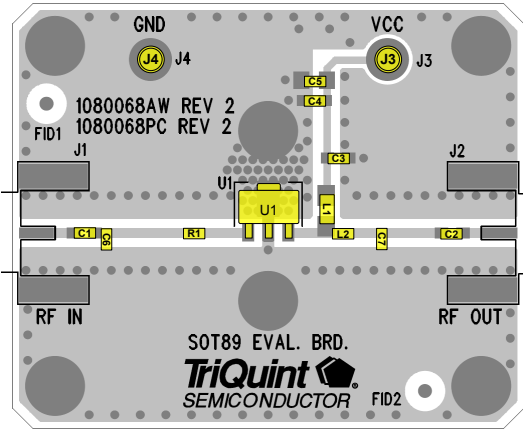 GND
VCC
J4 J4
J3 J3
C5
C4
1080068AW REV 2
1080068PC REV 2
FID1
J1
J2
C3
U1
U1
L1
C1
C6
R1
L2
C7
C2
RF IN
RF OUT
SOT89 EVAL. BRD.
TriQuint
SEMICONDUCTOR
FID2